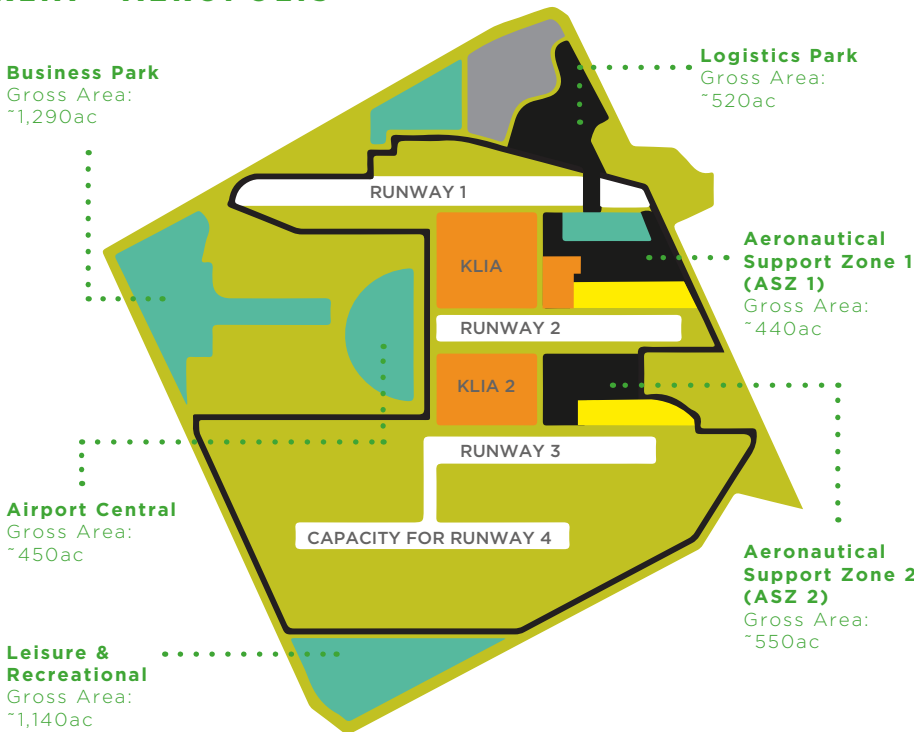 Business Park
Gross Area:
~1,290ac
Logistics Park
Gross Area:
~520ac
RUNWAY 1
KLIA
Aeronautical
Support Zone 1
(ASZ 1)
Gross Area:
~440ac
RUNWAY 2
KLIA 2
RUNWAY 3
Airport Central
Gross Area:
~450ac
CAPACITY FOR RUNWAY 4
Aeronautical
Support Zone 2
(ASZ 2)
Gross Area:
~550ac
Leisure &
Recreational
Gross Area:
~1,140ac